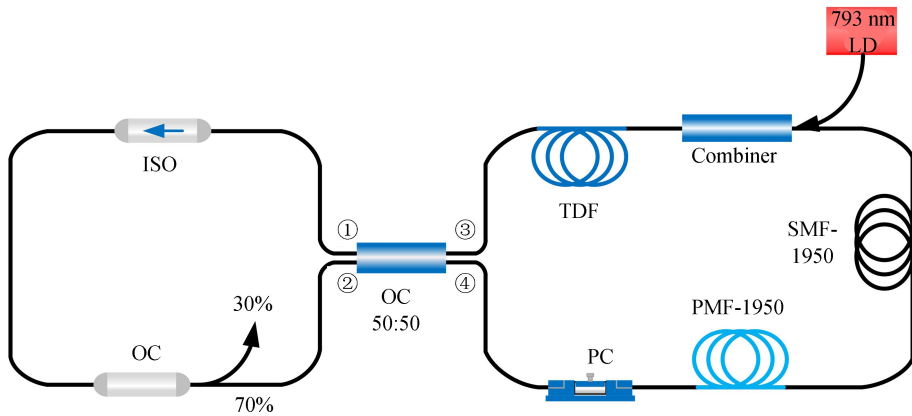 793 nm
LD
ISO
Combiner
TDF
①
③
SMF-
1950
②
④
30%
OC
50:50
PMF-1950
OC
PC
70%